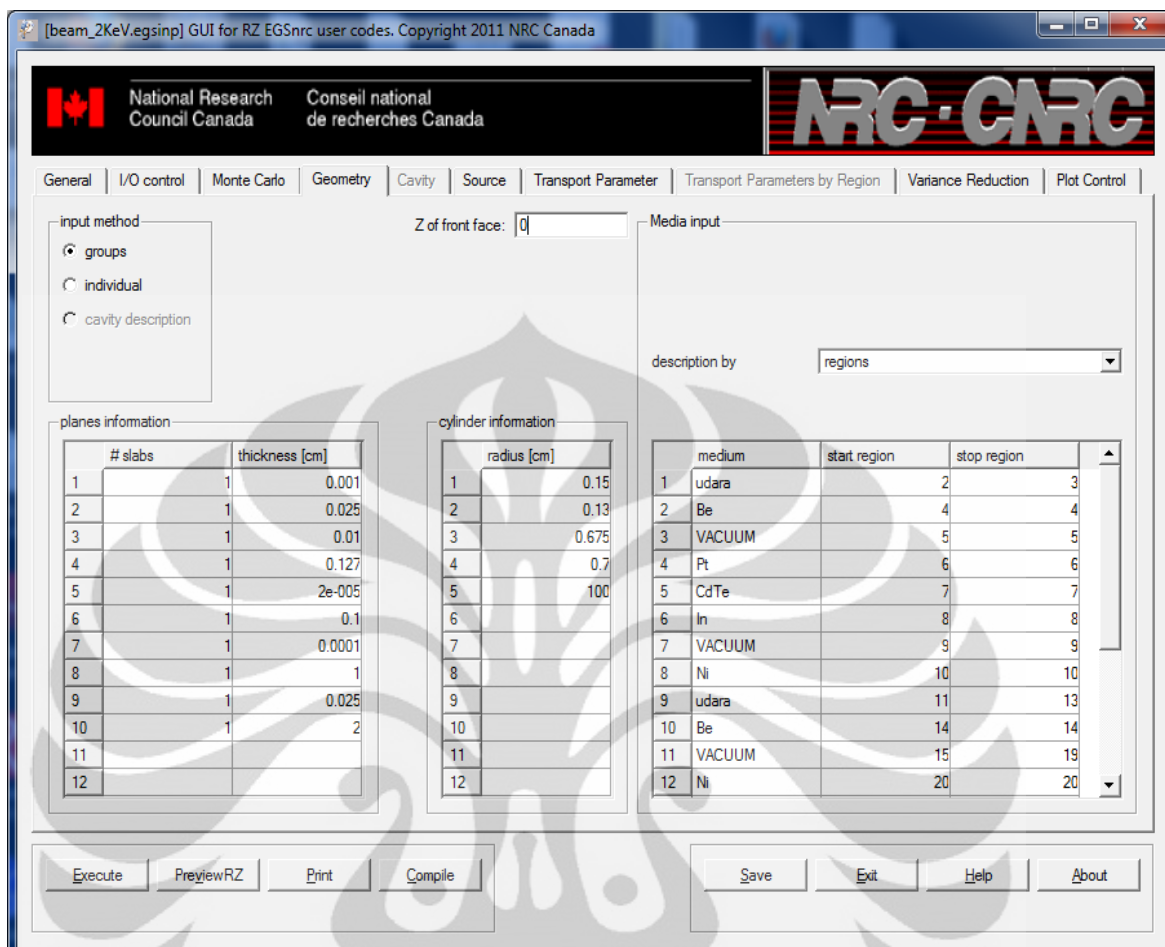 [beam_2KeV.egsinp] GUI for RZ EGSnrc user codes. Copyright 2011 NRC Canada
National Research Conseil national
Council Canada de recherches Canada
NRC·CNRC
General I/O control Monte Carlo Geometry Cavity Source Transport Parameter Transport Parameters by Region Variance Reduction Plot Control
input method Z of front face: 0 Media input
groups
individual
cavity description
description by regions
planes information cylinder information
# slabs thickness [cm] radius [cm] medium start region stop region
1 1 0.001 1 0.15 1 udara 2 3
2 1 0.025 2 0.13 2 Be 4 4
3 1 0.01 3 0.675 3 VACUUM 5 5
4 1 0.127 4 0.7 4 Pt 6 6
5 1 2e-005 5 100 5 CdTe 7 7
6 1 0.1 6 6 In 8 8
7 1 0.0001 7 7 VACUUM 9 9
8 1 1 8 8 Ni 10 10
9 1 0.025 9 9 udara 11 13
10 1 2 10 10 Be 14 14
11 11 11 VACUUM 15 19
12 12 12 Ni 20 20
Execute PreviewRZ Print Compile Save Exit Help About